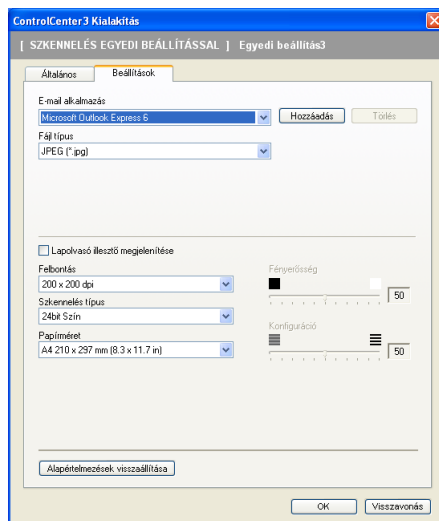 ControlCenter3 Kialakítás
[ SZKENNELÉS EGYEDI BEÁLLÍTÁSSAL ] Egyedi beállítás3
Általános Beállítások
E-mail alkalmazás
Microsoft Outlook Express 6 Hozzáadás Törlés
Fájl típus
JPEG (*.jpg)
Lapolvasó illesztő megjelenítése
Felbontás Fényerősség
200 x 200 dpi 50
Szkennelés típus
24bit Szín Konfiguráció
Papírméret
A4 210 x 297 mm (8.3 x 11.7 in) 50
Alapértelmezések visszaállítása
OK Visszavonás